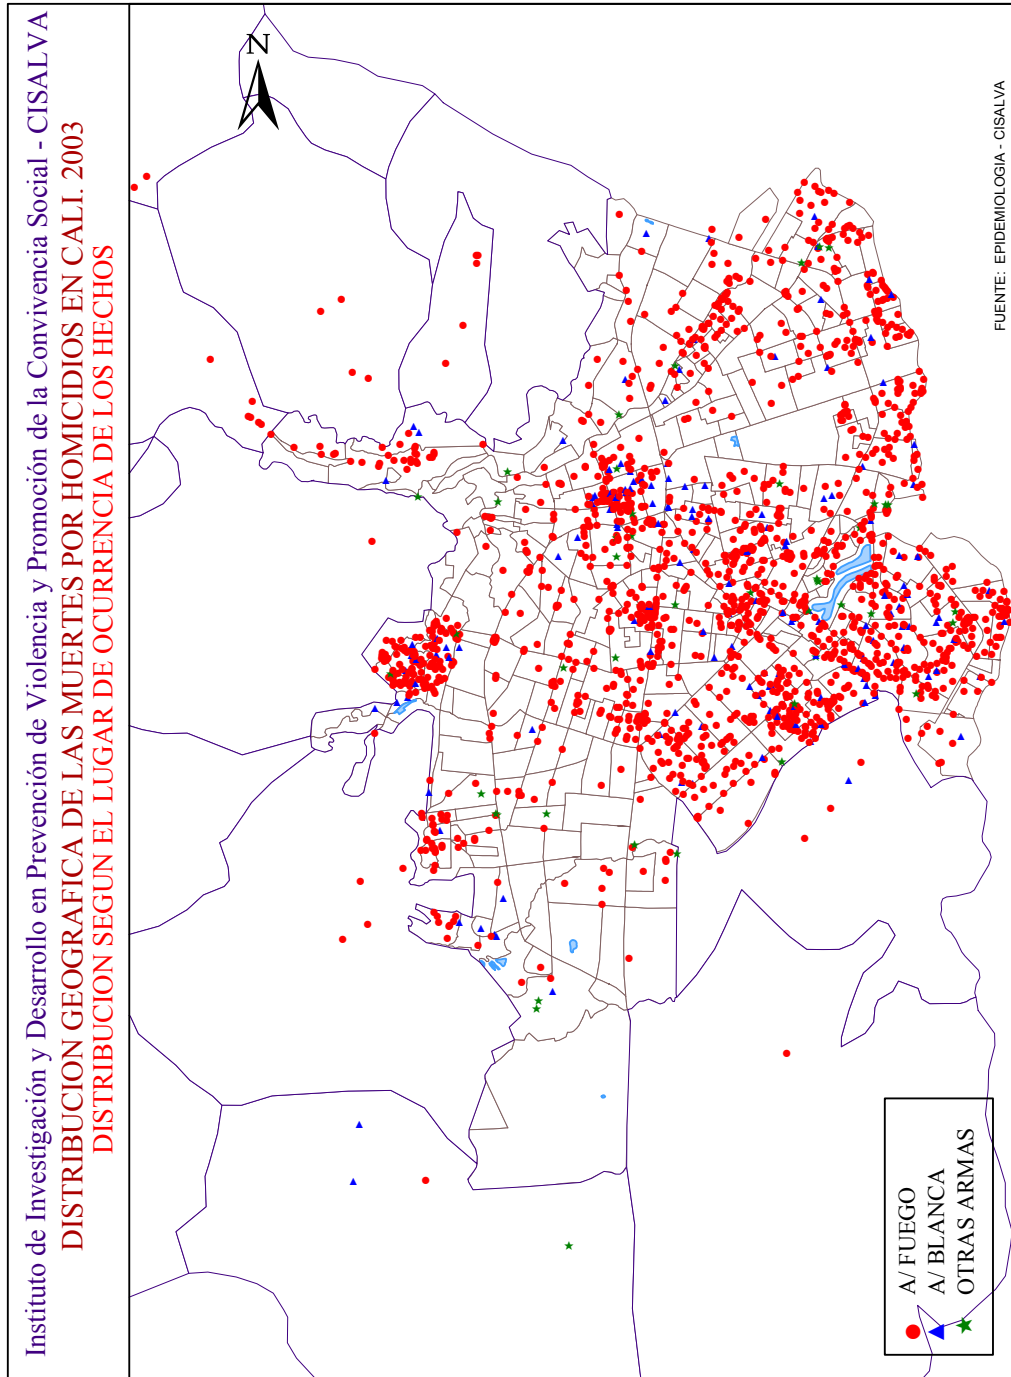 Instituto de Investigación y Desarrollo en Prevención de Violencia y Promoción de la Convivencia Social - CISALVA
DISTRIBUCION GEOGRAFICA DE LAS MUERTES POR HOMICIDIOS EN CALI. 2003
DISTRIBUCION SEGUN EL LUGAR DE OCURRENCIA DE LOS HECHOS
N
A/ FUEGO
A/ BLANCA
OTRAS ARMAS
FUENTE: EPIDEMIOLOGIA - CISALVA